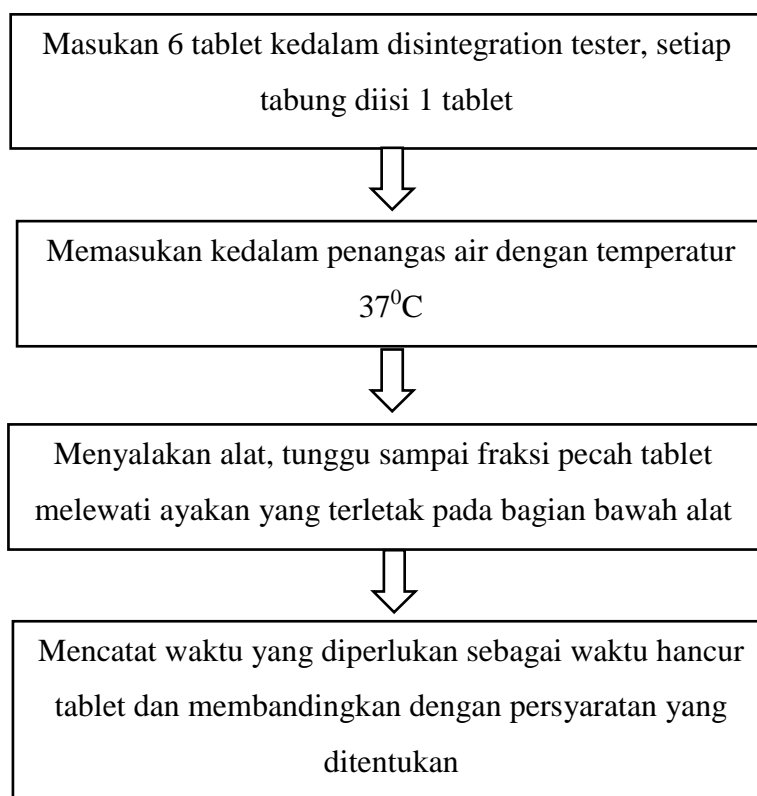 Masukan 6 tablet kedalam disintegration tester, setiap
tabung diisi 1 tablet
Memasukan kedalam penangas air dengan temperatur
37⁰C
Menyalakan alat, tunggu sampai fraksi pecah tablet
melewati ayakan yang terletak pada bagian bawah alat
Mencatat waktu yang diperlukan sebagai waktu hancur
tablet dan membandingkan dengan persyaratan yang
ditentukan